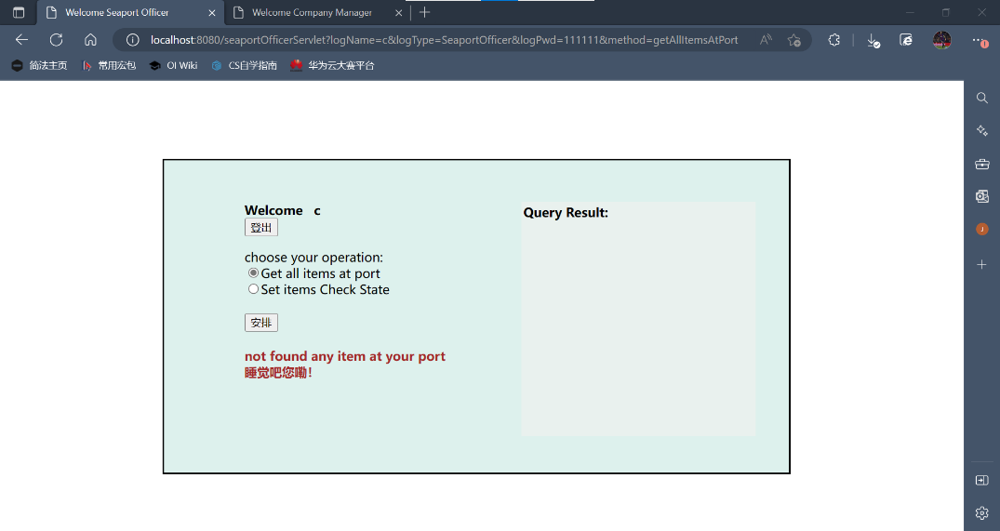 Welcome Seaport Officer
Welcome Company Manager
localhost:8080/seaportOfficerServlet?logName=c&logType=SeaportOfficer&logPwd=111111&method=getAllItemsAtPort
简法主页
常用宏包
OI Wiki
CS自学指南
华为云大赛平台
Welcome c
登出
choose your operation:
Get all items at port
Set items Check State
安排
not found any item at your port
睡觉吧您嘞!
Query Result:
J